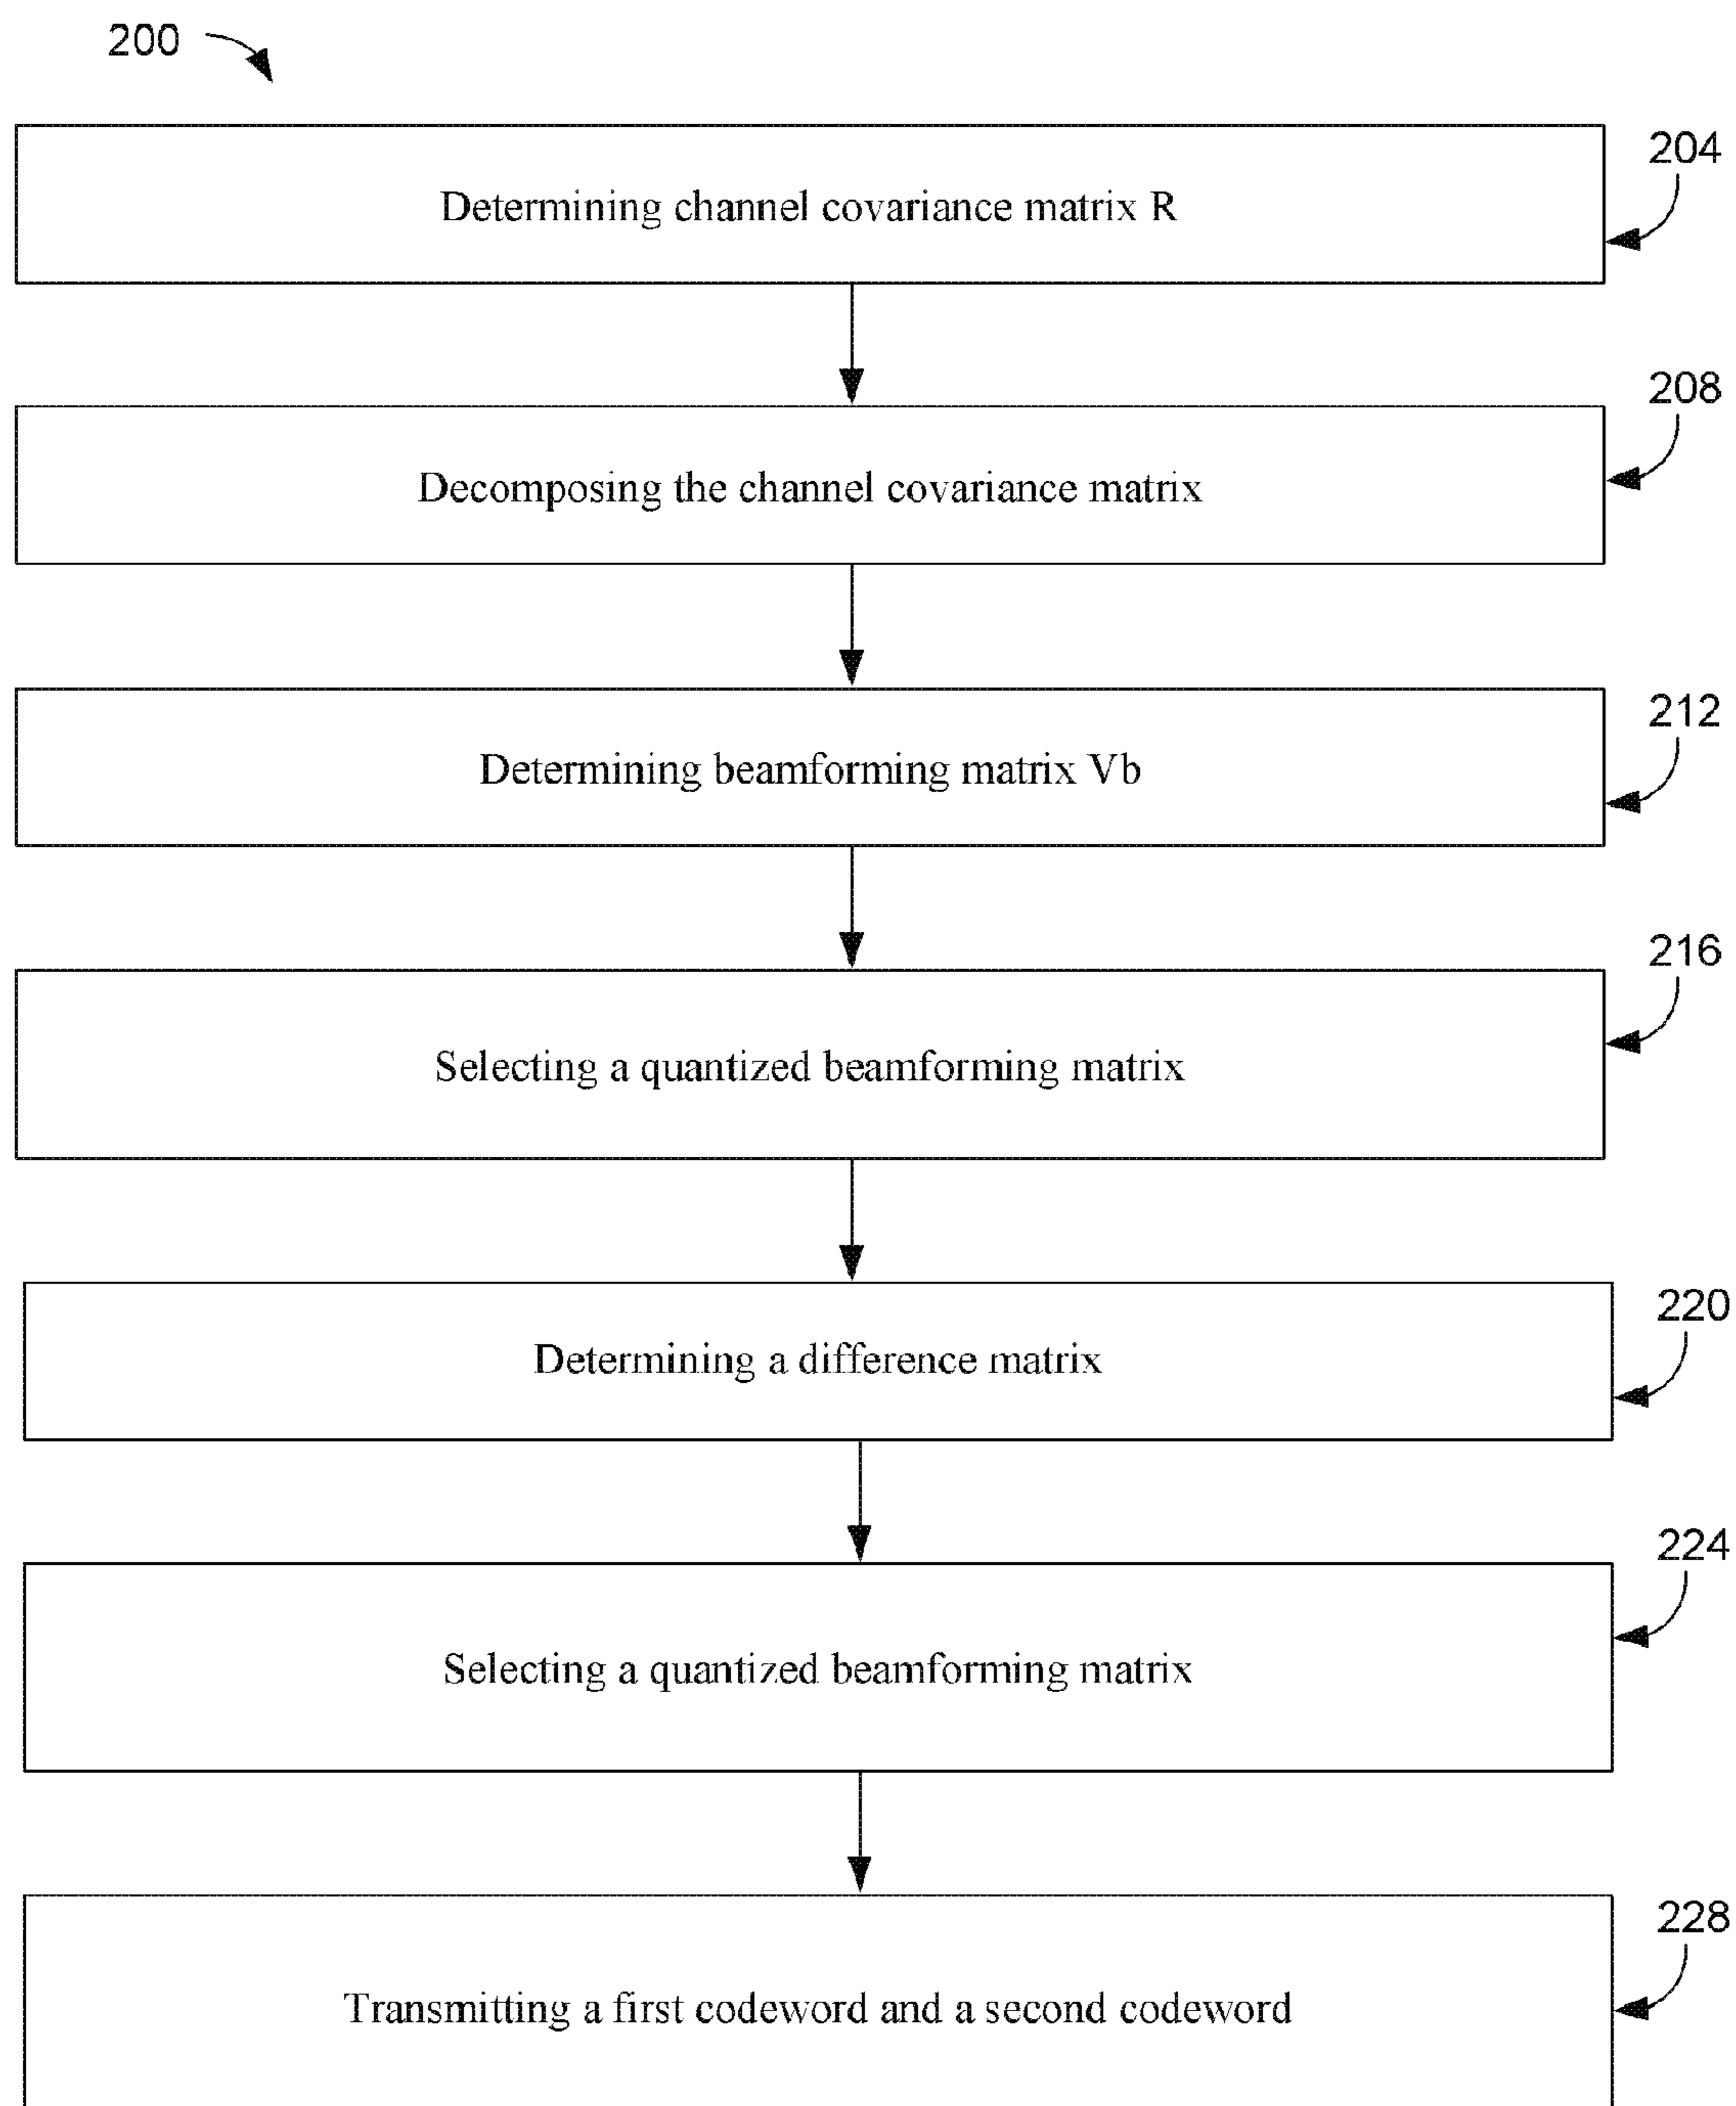 200
204
Determining channel covariance matrix R
208
Decomposing the channel covariance matrix
212
Determining beamforming matrix Vb
216
Selecting a quantized beamforming matrix
220
Determining a difference matrix
224
Selecting a quantized beamforming matrix
228
Transmitting a first codeword and a second codeword